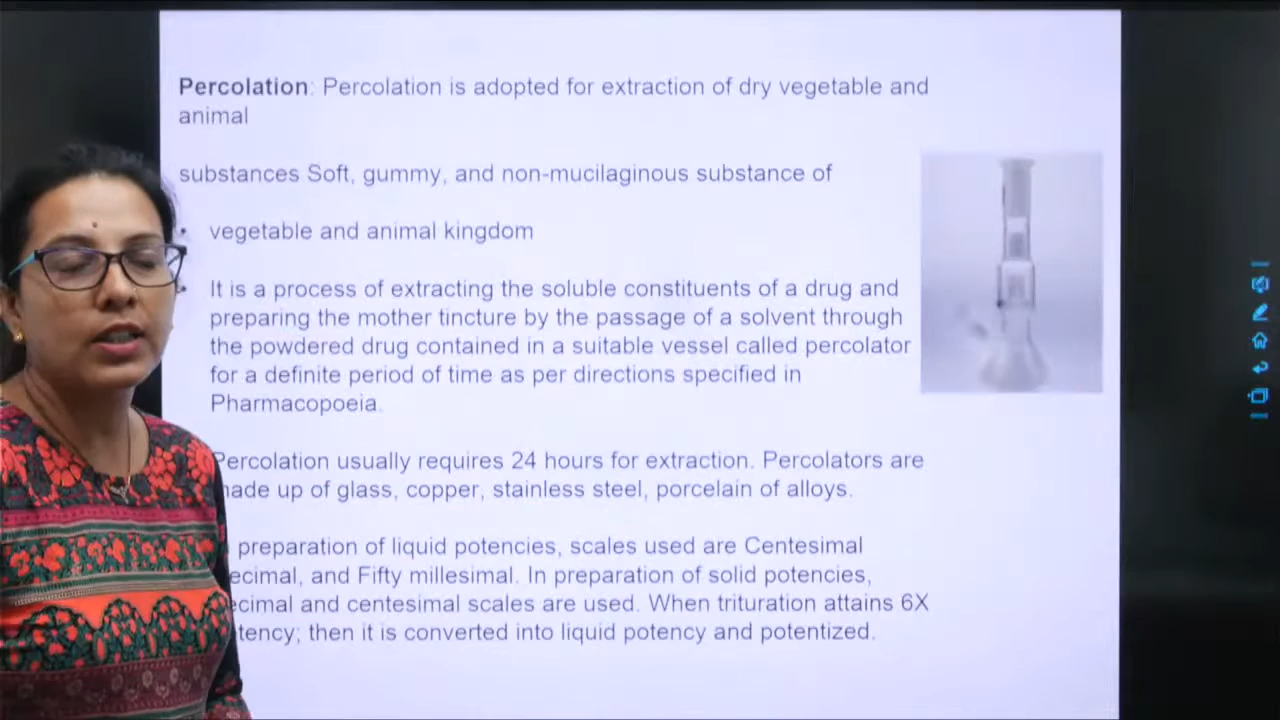 Percolation: Percolation is adopted for extraction of dry vegetable and
animal
substances Soft, gummy, and non-mucilaginous substance of
• vegetable and animal kingdom
• It is a process of extracting the soluble constituents of a drug and
preparing the mother tincture by the passage of a solvent through
the powdered drug contained in a suitable vessel called percolator
for a definite period of time as per directions specified in
Pharmacopoeia.
Percolation usually requires 24 hours for extraction. Percolators are
made up of glass, copper, stainless steel, porcelain of alloys.
preparation of liquid potencies, scales used are Centesimal
ecimal, and Fifty millesimal. In preparation of solid potencies,
ecimal and centesimal scales are used. When trituration attains 6X
tency; then it is converted into liquid potency and potentized.